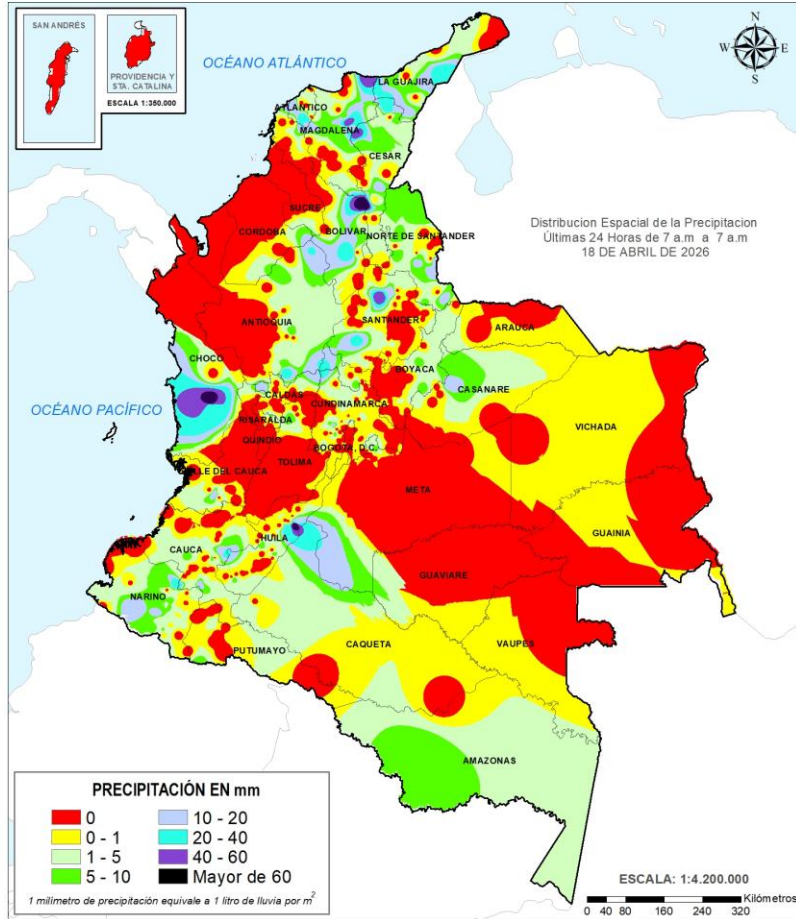 SAN ANDRÉS
PROVIDENCIA Y
STA. CATALINA
ESCALA 1:350.000
N
W
E
S
OCÉANO ATLÁNTICO
LA GUAJIRA
ATLANTICO
MAGDALENA
CESAR
SUCRE
CORDOBA
BOLIVAR
NORTE DE SANTANDER
Distribucion Espacial de la Precipitacion
Últimas 24 Horas de 7 a.m a 7 a.m
18 DE ABRIL DE 2026
ANTIOQUIA
SANTANDER
ARAUCA
CHOCO
BOYACA
CASANARE
OCÉANO PACÍFICO
CALDAS
CUNDINAMARCA
RISARALDA
VICHADA
QUINDIO
BOGOTA, D.C.
TOLIMA
VALLE DEL CAUCA
META
GUAINIA
CAUCA
HUILA
GUAVIARE
NARIÑO
CAQUETA
VAUPES
PUTUMAYO
AMAZONAS
PRECIPITACIÓN EN mm
0
10 - 20
0 - 1
20 - 40
1 - 5
40 - 60
5 - 10
Mayor de 60
1 milímetro de precipitación equivale a 1 litro de lluvia por m²
ESCALA: 1:4.200.000
Kilómetros
0 40 80 160 240 320